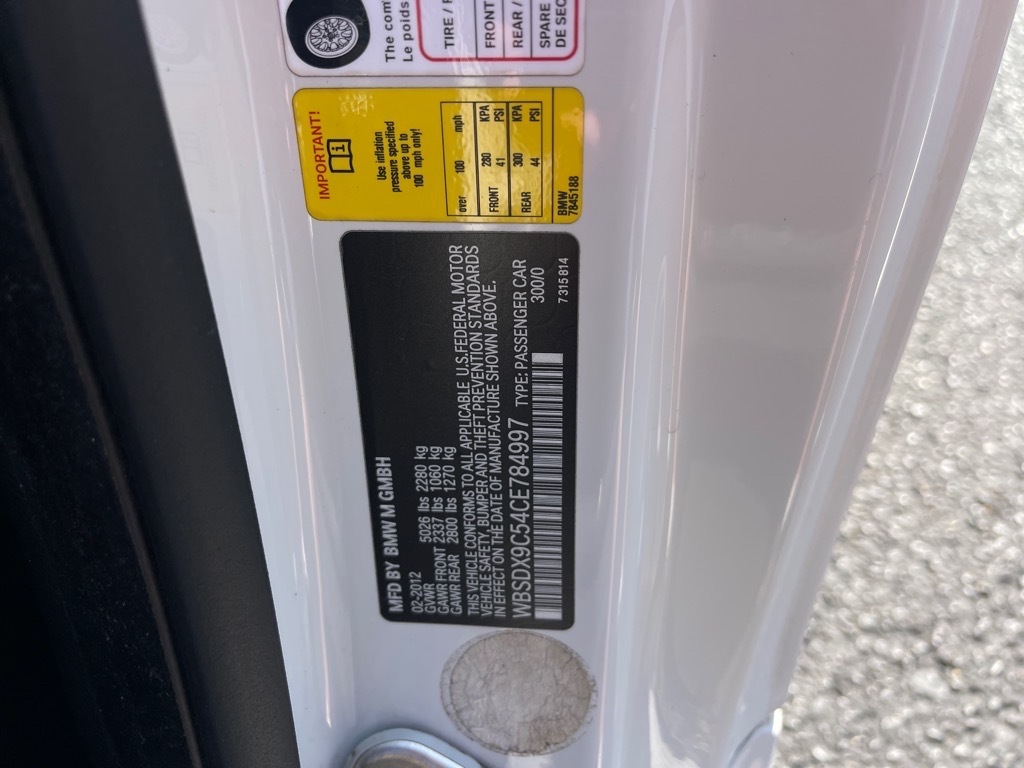 The com
Le poids
TIRE /
FRONT
REAR /
SPARE
DE SEC
IMPORTANT!
Use inflation
pressure specified
above up to
100 mph only!
over 100 mph
FRONT 280 KPA
41 PSI
REAR 300 KPA
44 PSI
BMW
7845188
MFD BY BMW M GMBH
02-2012
GVWR 5026 lbs 2280 kg
GAWR FRONT 2337 lbs 1060 kg
GAWR REAR 2800 lbs 1270 kg
THIS VEHICLE CONFORMS TO ALL APPLICABLE U.S.FEDERAL MOTOR
VEHICLE SAFETY, BUMPER AND THEFT PREVENTION STANDARDS
IN EFFECT ON THE DATE OF MANUFACTURE SHOWN ABOVE.
WBSDX9C54CE784997 TYPE: PASSENGER CAR
300/0
7315814